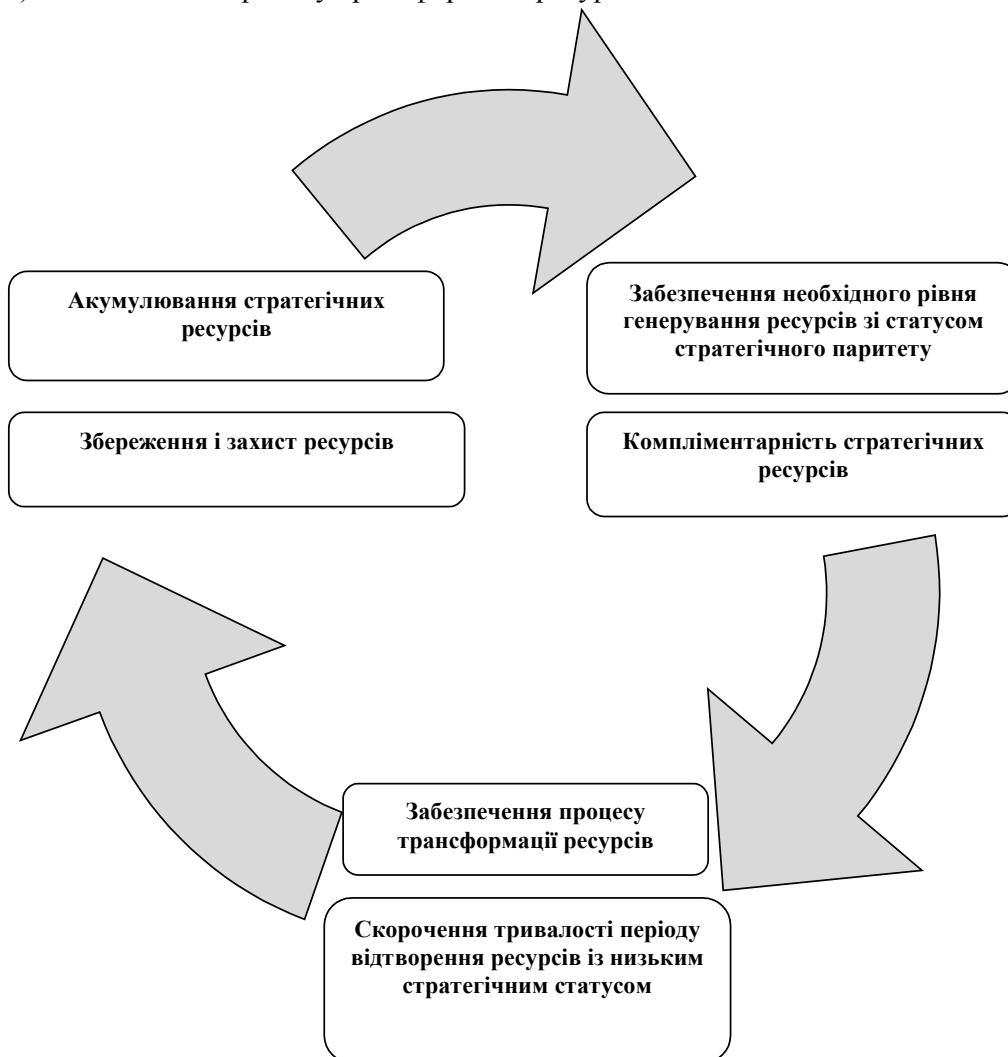 Акумулювання стратегічних
ресурсів
Забезпечення необхідного рівня
генерування ресурсів зі статусом
стратегічного паритету
Збереження і захист ресурсів
Компліментарність стратегічних
ресурсів
Забезпечення процесу
трансформації ресурсів
Скорочення тривалості періоду
відтворення ресурсів із низьким
стратегічним статусом